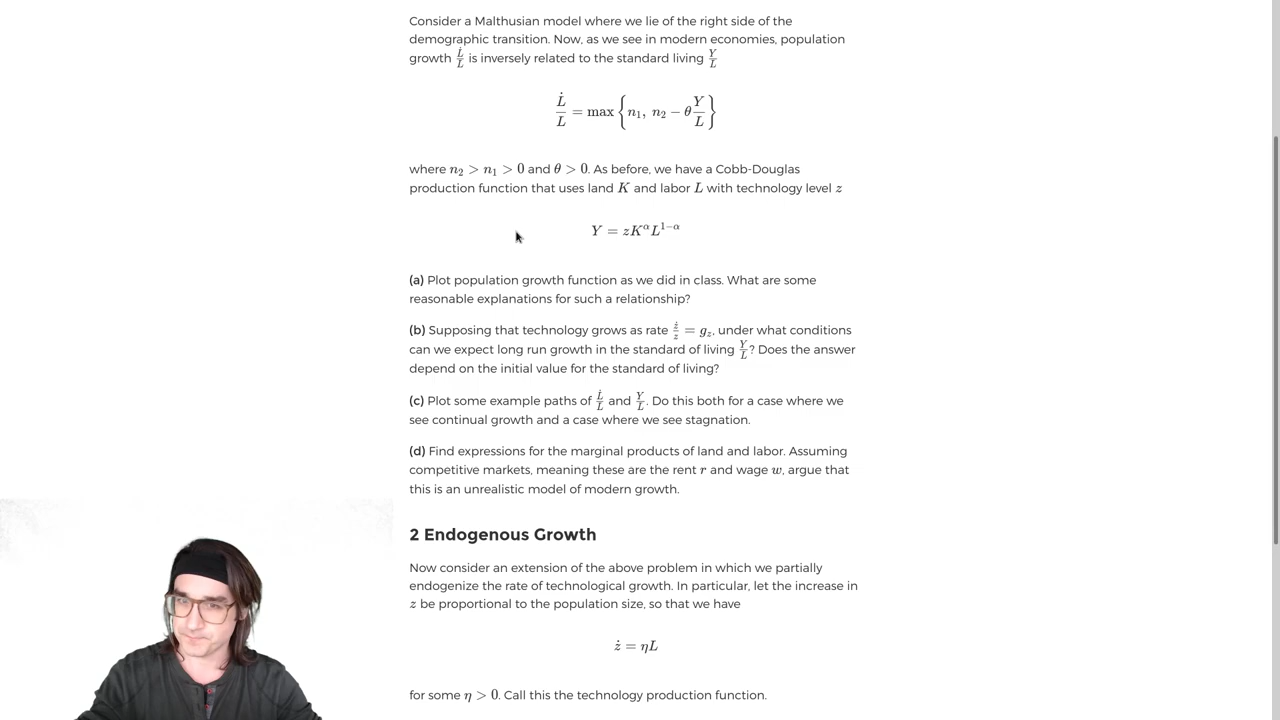 Consider a Malthusian model where we lie of the right side of the
demographic transition. Now, as we see in modern economies, population
growth L̇/L is inversely related to the standard living Y/L
L̇/L = max { n₁, n₂ − θ Y/L }
where n₂ > n₁ > 0 and θ > 0. As before, we have a Cobb-Douglas
production function that uses land K and labor L with technology level z
Y = zK^α L^{1−α}
(a) Plot population growth function as we did in class. What are some
reasonable explanations for such a relationship?
(b) Supposing that technology grows as rate ż/z = g_z, under what conditions
can we expect long run growth in the standard of living Y/L? Does the answer
depend on the initial value for the standard of living?
(c) Plot some example paths of L̇/L and Y/L. Do this both for a case where we
see continual growth and a case where we see stagnation.
(d) Find expressions for the marginal products of land and labor. Assuming
competitive markets, meaning these are the rent r and wage w, argue that
this is an unrealistic model of modern growth.
2 Endogenous Growth
Now consider an extension of the above problem in which we partially
endogenize the rate of technological growth. In particular, let the increase in
z be proportional to the population size, so that we have
ż = ηL
for some η > 0. Call this the technology production function.